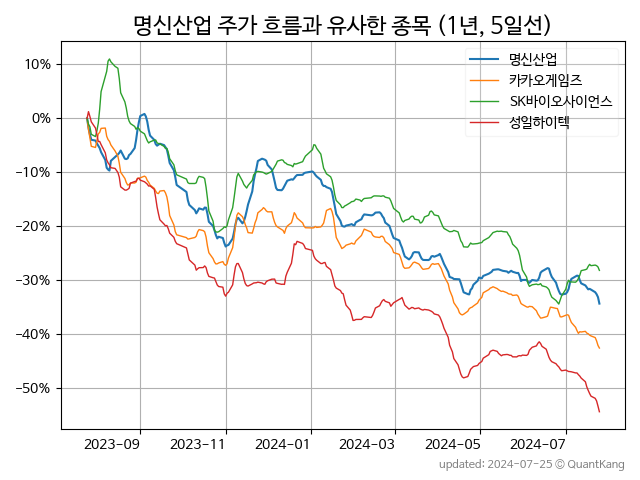 명신산업 주가 흐름과 유사한 종목 (1년, 5일선)
명신산업
카카오게임즈
SK바이오사이언스
성일하이텍
10%
0%
−10%
−20%
−30%
−40%
−50%
2023-09
2023-11
2024-01
2024-03
2024-05
2024-07
updated: 2024-07-25 © QuantKang